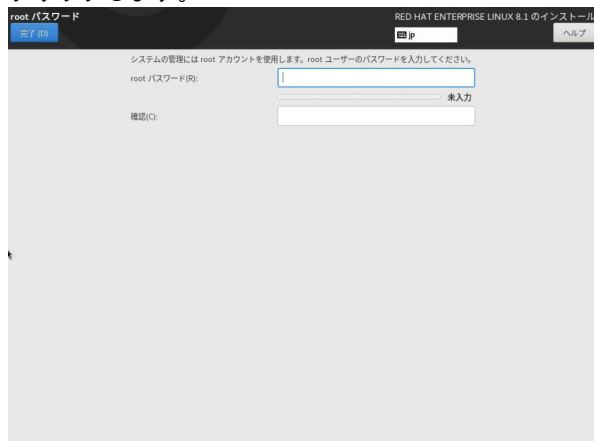 root パスワード
RED HAT ENTERPRISE LINUX 8.1 のインストール
完了 (D)
jp
ヘルプ
システムの管理には root アカウントを使用します。root ユーザーのパスワードを入力してください。
root パスワード(R):
未入力
確認(C):